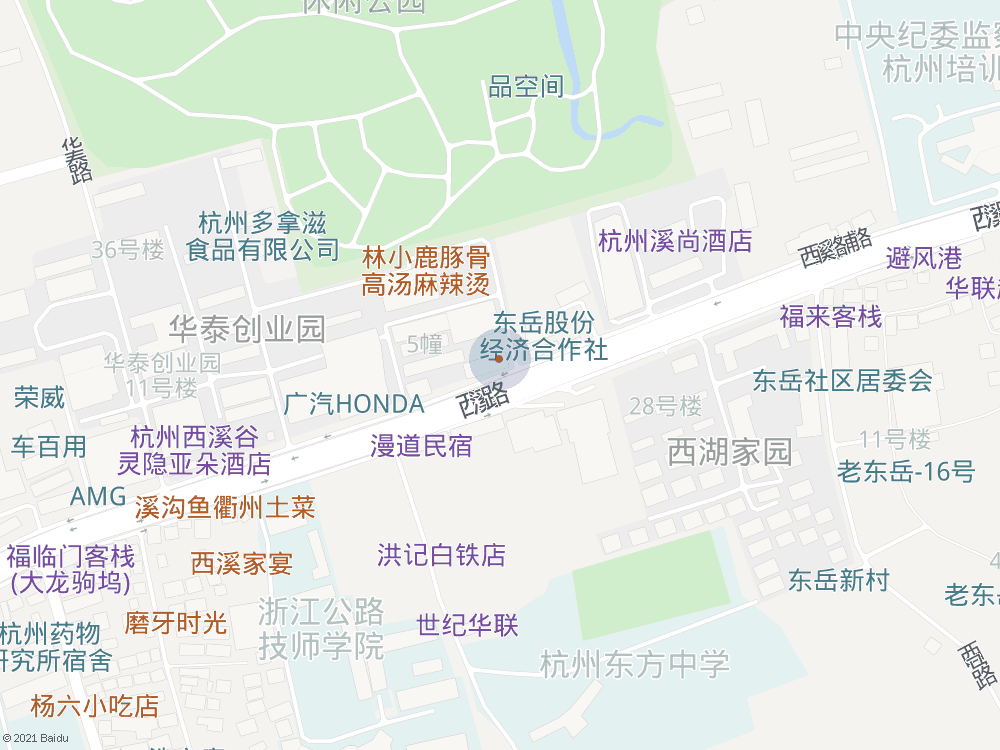 休闲公园
中央纪委监察
杭州培训
品空间
华泰路
杭州多拿滋
食品有限公司
36号楼
林小鹿豚骨
高汤麻辣烫
杭州溪尚酒店
西溪路辅路
避风港
华联超
福来客栈
华泰创业园
5幢
东岳股份
经济合作社
华泰创业园
11号楼
荣威
广汽HONDA
西溪路
28号楼
东岳社区居委会
车百用
杭州西溪谷
灵隐亚朵酒店
漫道民宿
西湖家园
11号楼
老东岳-16号
AMG
溪沟鱼衢州土菜
福临门客栈
(大龙驹坞)
西溪家宴
洪记白铁店
东岳新村
老东岳
浙江公路
技师学院
磨牙时光
世纪华联
杭州药物
研究所宿舍
杭州东方中学
杨六小吃店
© 2021 Baidu